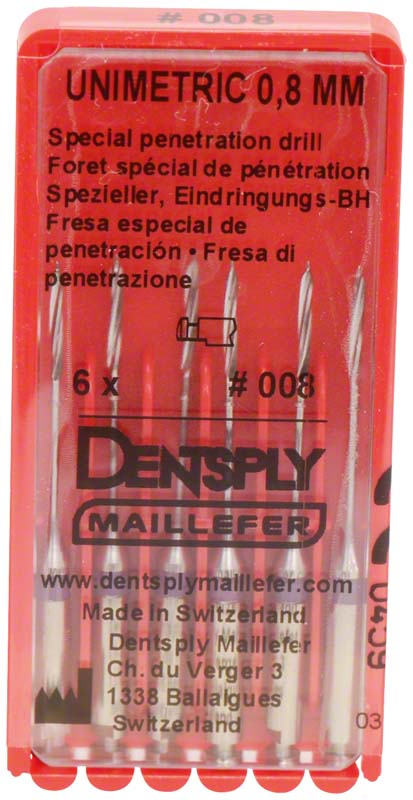 # 008
UNIMETRIC 0,8 MM
Special penetration drill
Foret spécial de pénétration
Spezieller, Eindringungs-BH
Fresa especial de
penetración • Fresa di
penetrazione
6 x # 008
DENTSPLY
MAILLEFER
www.dentsplymaillefer.com
Made in Switzerland
Dentsply Maillefer
Ch. du Verger 3
1338 Ballaigues
Switzerland
0459
03